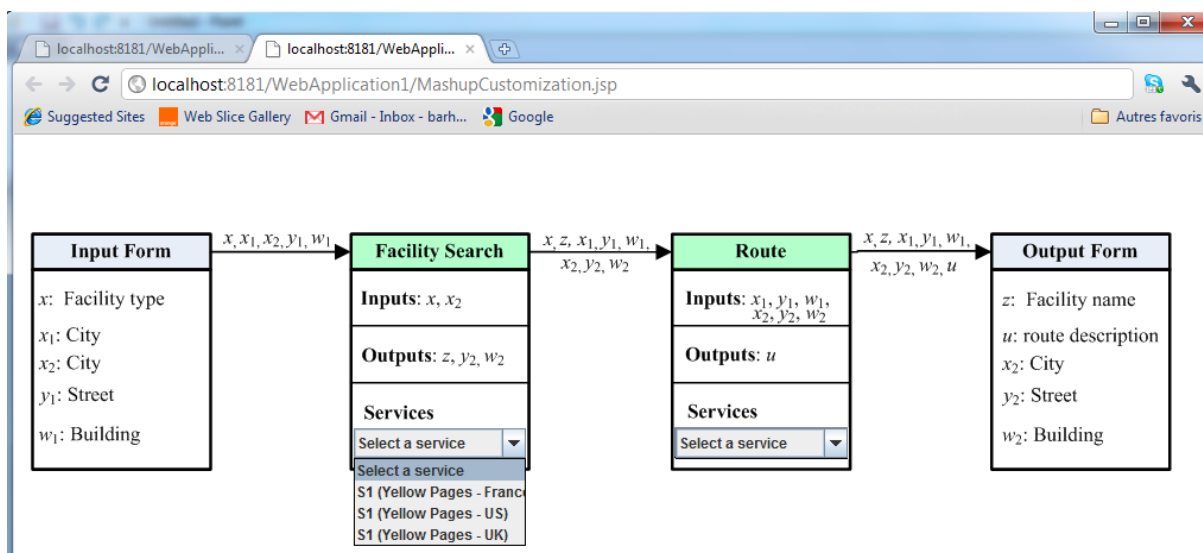 Untitled - Paint
localhost:8181/WebAppli...
localhost:8181/WebAppli...
localhost:8181/WebApplication1/MashupCustomization.jsp
Suggested Sites
Web Slice Gallery
Gmail - Inbox - barh...
Google
Autres favoris
Input Form
x: Facility type
x₁: City
x₂: City
y₁: Street
w₁: Building
x, x₁, x₂, y₁, w₁
Facility Search
Inputs: x, x₂
Outputs: z, y₂, w₂
Services
Select a service
Select a service
S1 (Yellow Pages - France
S1 (Yellow Pages - US)
S1 (Yellow Pages - UK)
x, z, x₁, y₁, w₁,
x₂, y₂, w₂
Route
Inputs: x₁, y₁, w₁,
x₂, y₂, w₂
Outputs: u
Services
Select a service
x, z, x₁, y₁, w₁,
x₂, y₂, w₂, u
Output Form
z: Facility name
u: route description
x₂: City
y₂: Street
w₂: Building